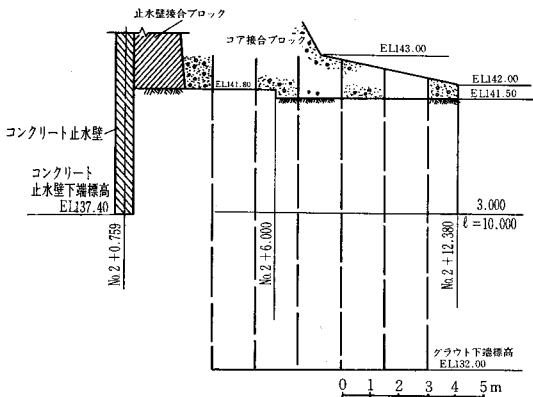 止水壁接合ブロック
コア接合ブロック
EL143.00
EL142.00
EL141.80
EL141.50
コンクリート止水壁
コンクリート
止水壁下端標高
EL137.40
3.000
ℓ=10.000
No.2+0.759
No.2+6.000
No.2+12.380
グラウト下端標高
EL132.00
0 1 2 3 4 5m